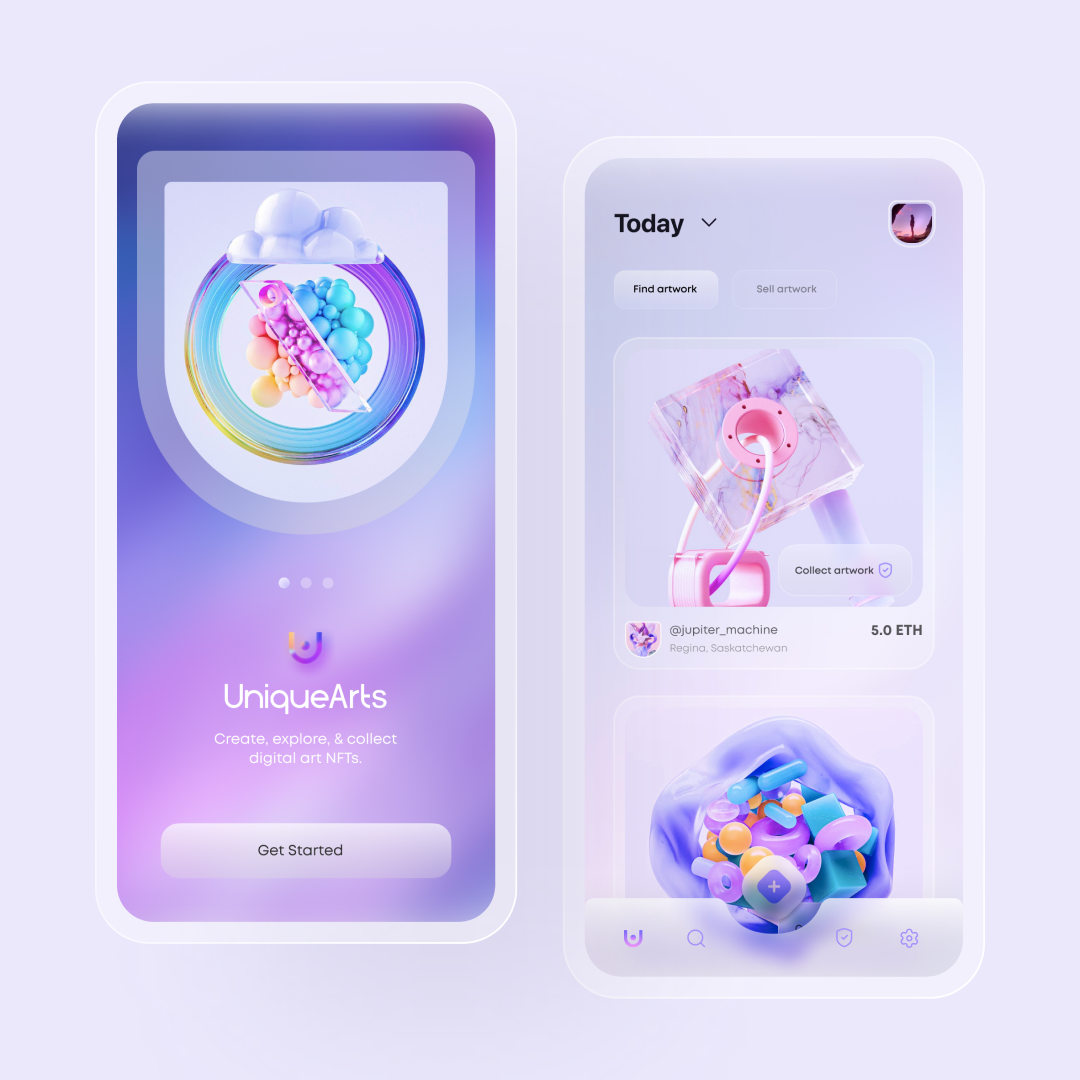 UniqueArts
Create, explore, & collect
digital art NFTs.
Get Started
Today
Find artwork
Sell artwork
Collect artwork
@jupiter_machine
5.0 ETH
Regina, Saskatchewan